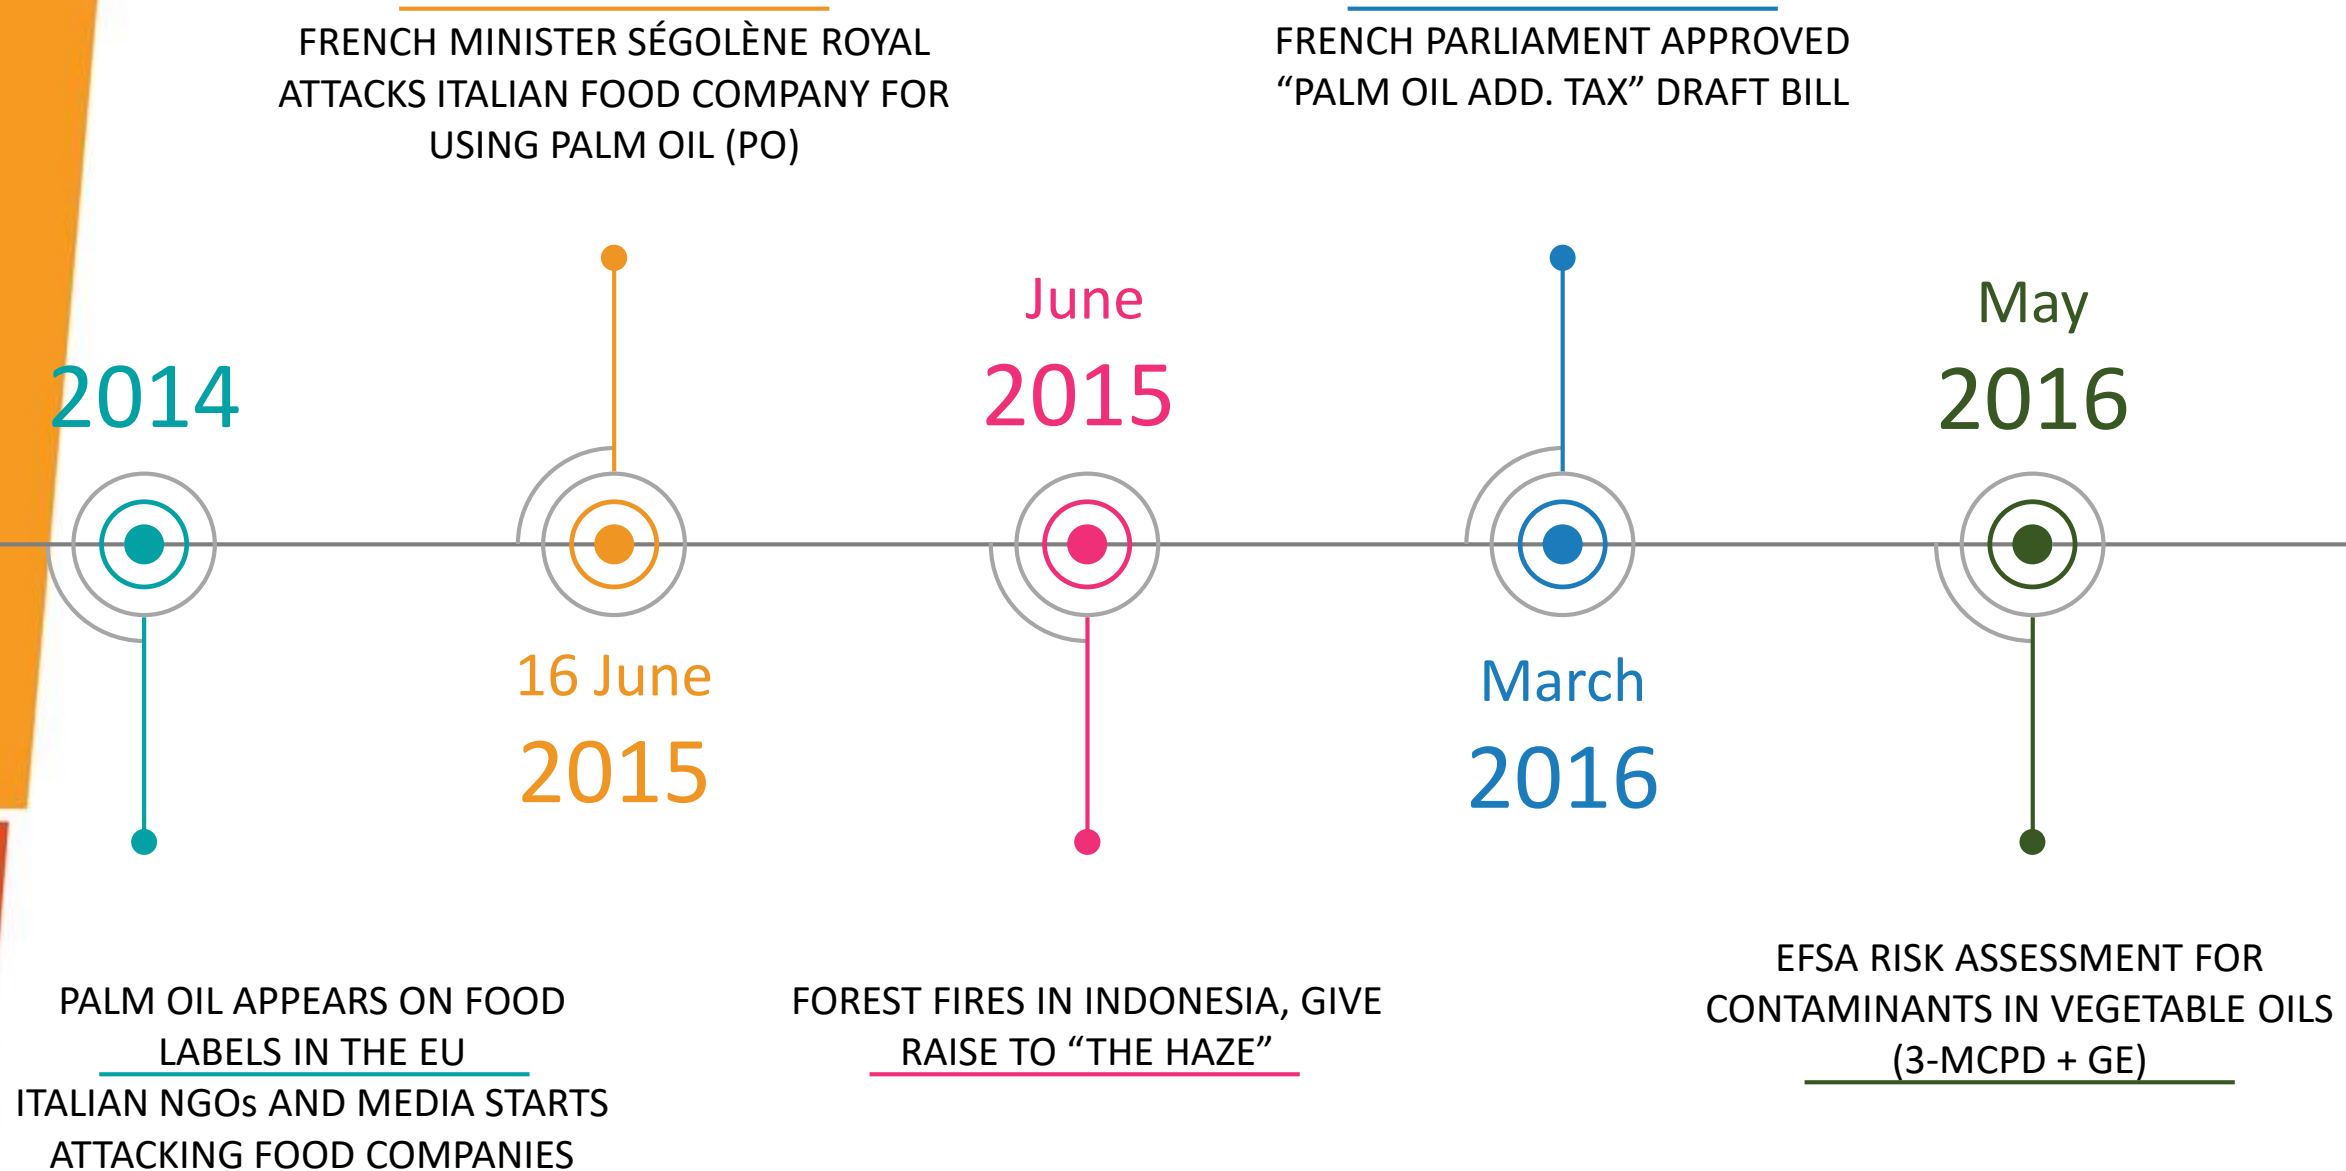 FRENCH MINISTER SÉGOLÈNE ROYAL
ATTACKS ITALIAN FOOD COMPANY FOR
USING PALM OIL (PO)
FRENCH PARLIAMENT APPROVED
“PALM OIL ADD. TAX” DRAFT BILL
2014
June
2015
May
2016
16 June
2015
March
2016
PALM OIL APPEARS ON FOOD
LABELS IN THE EU
ITALIAN NGOs AND MEDIA STARTS
ATTACKING FOOD COMPANIES
FOREST FIRES IN INDONESIA, GIVE
RAISE TO “THE HAZE”
EFSA RISK ASSESSMENT FOR
CONTAMINANTS IN VEGETABLE OILS
(3-MCPD + GE)